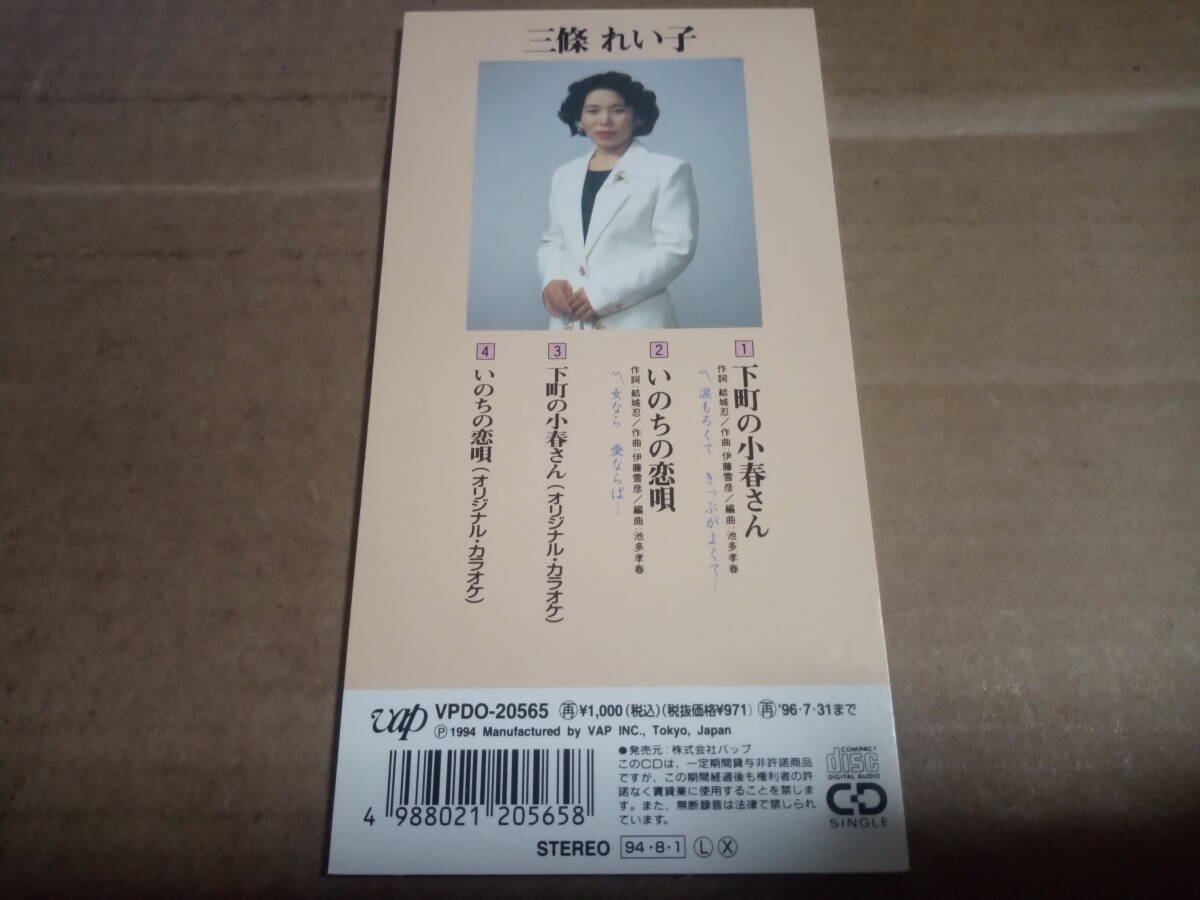 三條 れい子
1 下町の小春さん
作詞:結城忍/作曲:伊藤雪彦/編曲:池多孝春
〽 涙もろくて きっぷがよくて…
2 いのちの恋唄
作詞:結城忍/作曲:伊藤雪彦/編曲:池多孝春
〽 女なら 愛ならば…
3 下町の小春さん(オリジナル・カラオケ)
4 いのちの恋唄(オリジナル・カラオケ)
vap VPDO-20565 再¥1,000(税込)(税抜価格¥971) 再'96・7・31まで
Ⓟ1994 Manufactured by VAP INC., Tokyo, Japan
●発売元:株式会社バップ
このCDは、一定期間貸与非許諾商品
ですが、この期間経過後も権利者の許
諾なく賃貸業に使用することを禁じま
す。また、無断録音は法律で禁じられ
ています。
COMPACT
disc
DIGITAL AUDIO
CD
SINGLE
4 988021 205658
STEREO 94・8・1 Ⓛ Ⓧ